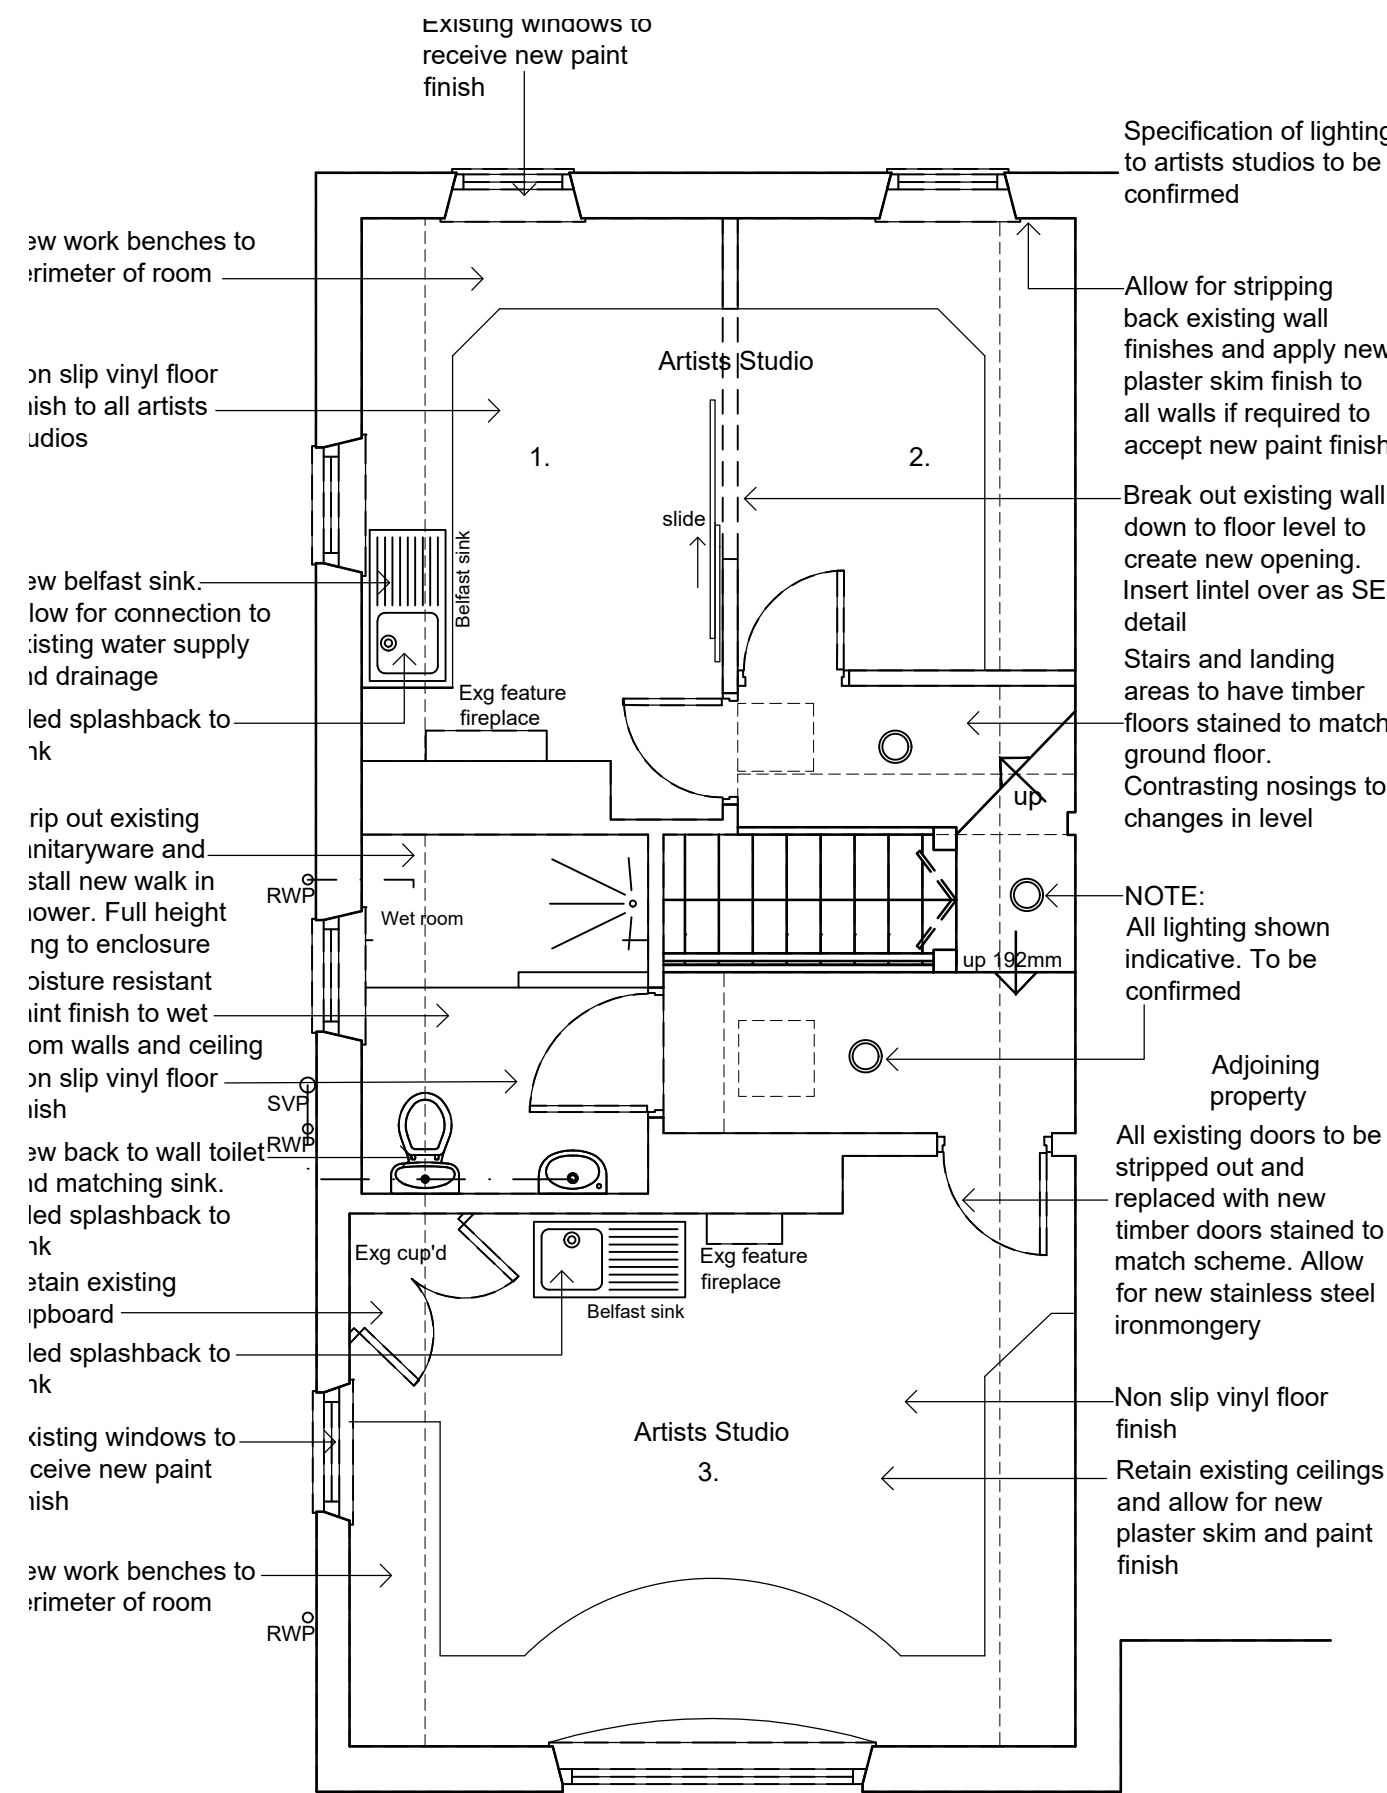 Existing windows to
receive new paint
finish
Specification of lighting
to artists studios to be
confirmed
ew work benches to
erimeter of room
Allow for stripping
back existing wall
finishes and apply new
plaster skim finish to
all walls if required to
accept new paint finish
Artists Studio
on slip vinyl floor
nish to all artists
udios
1.
2.
slide
Break out existing wall
down to floor level to
create new opening.
Insert lintel over as SE
detail
Belfast sink
ew belfast sink.
llow for connection to
xisting water supply
nd drainage
led splashback to
nk
Exg feature
fireplace
Stairs and landing
areas to have timber
floors stained to match
ground floor.
Contrasting nosings to
changes in level
up
rip out existing
anitaryware and
stall new walk in
hower. Full height
ing to enclosure
RWP
Wet room
NOTE:
All lighting shown
indicative. To be
confirmed
up 192mm
oisture resistant
aint finish to wet
oom walls and ceiling
on slip vinyl floor
nish
SVP
RWP
Adjoining
property
ew back to wall toilet
nd matching sink.
led splashback to
nk
All existing doors to be
stripped out and
replaced with new
timber doors stained to
match scheme. Allow
for new stainless steel
ironmongery
Exg cup'd
Exg feature
fireplace
Belfast sink
etain existing
upboard
led splashback to
nk
Non slip vinyl floor
finish
Artists Studio
3.
xisting windows to
ceive new paint
nish
Retain existing ceilings
and allow for new
plaster skim and paint
finish
ew work benches to
erimeter of room
RWP